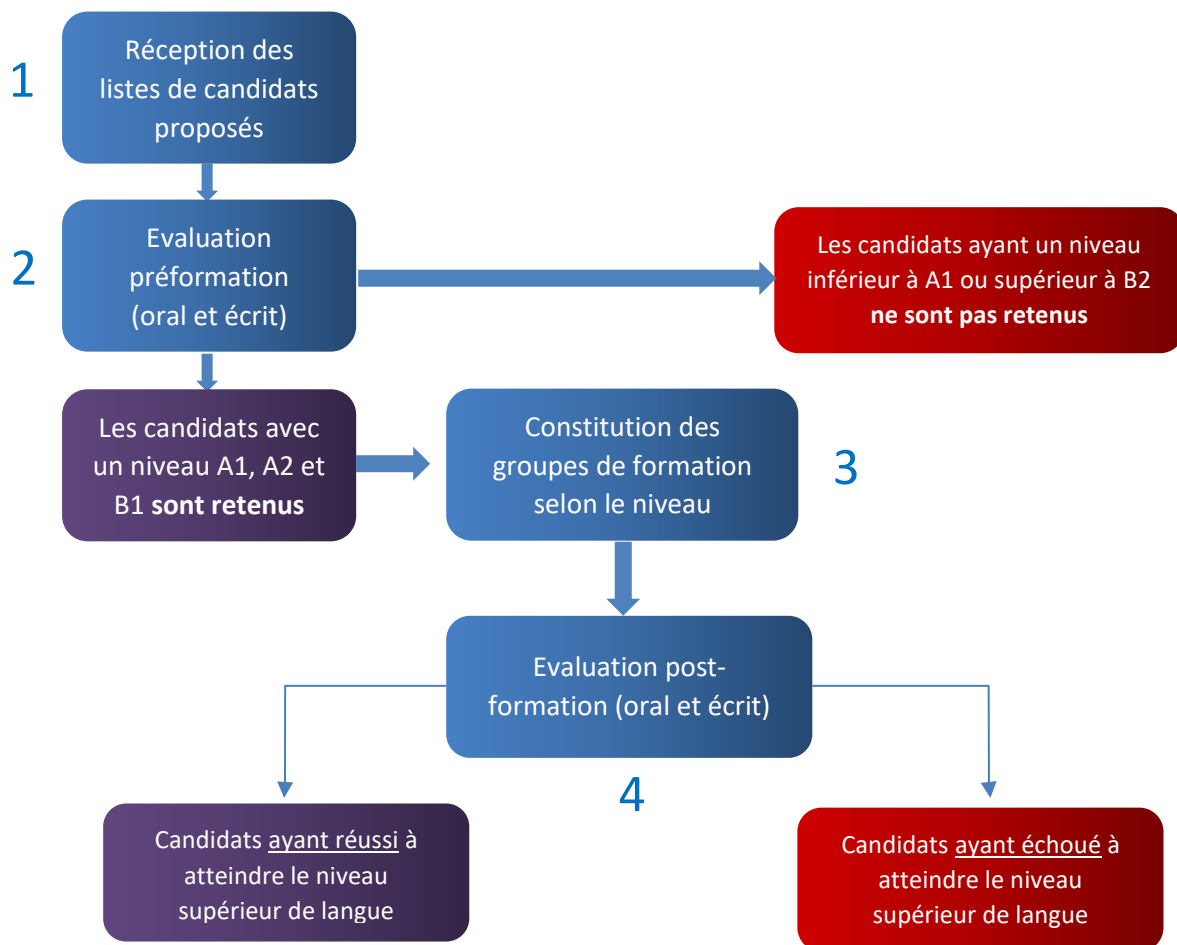 1
Réception des
listes de candidats
proposés
2
Evaluation
préformation
(oral et écrit)
Les candidats ayant un niveau
inférieur à A1 ou supérieur à B2
ne sont pas retenus
Les candidats avec
un niveau A1, A2 et
B1 sont retenus
Constitution des
groupes de formation
selon le niveau
3
Evaluation post-
formation (oral et écrit)
4
Candidats ayant réussi à
atteindre le niveau
supérieur de langue
Candidats ayant échoué à
atteindre le niveau
supérieur de langue